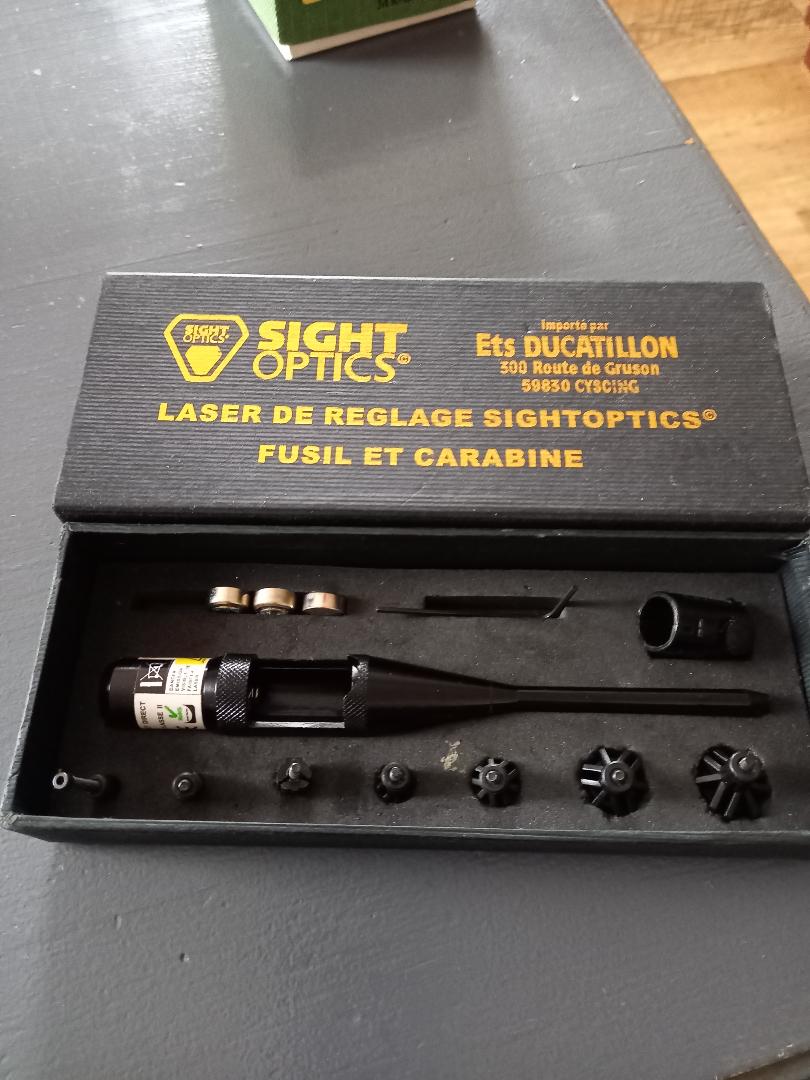 SIGHT
OPTICS
SIGHT
OPTICS©
Importé par
Ets DUCATILLON
300 Route de Gruson
59830 CYSOING
LASER DE REGLAGE SIGHTOPTICS©
FUSIL ET CARABINE
DIRECT